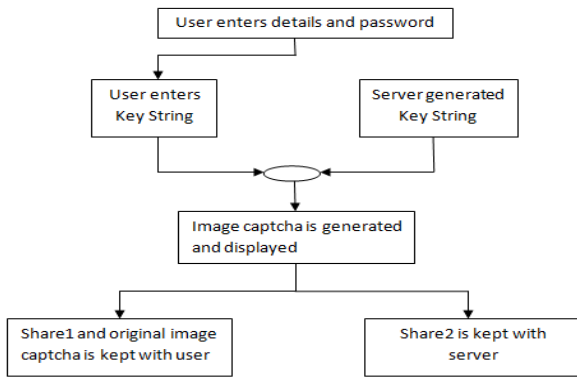 User enters details and password
User enters
Key String
Server generated
Key String
Image captcha is generated
and displayed
Share1 and original image
captcha is kept with user
Share2 is kept with
server